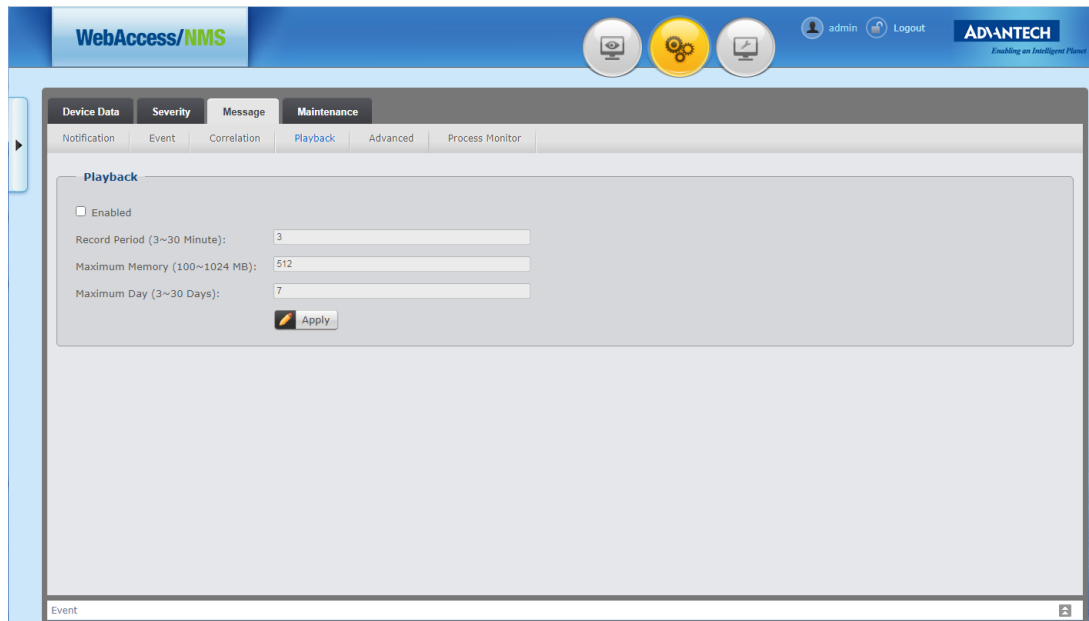 WebAccess/NMS
admin Logout
ADVANTECH
Enabling an Intelligent Planet
Device Data Severity Message Maintenance
Notification Event Correlation Playback Advanced Process Monitor
Playback
Enabled
Record Period (3~30 Minute): 3
Maximum Memory (100~1024 MB): 512
Maximum Day (3~30 Days): 7
Apply
Event